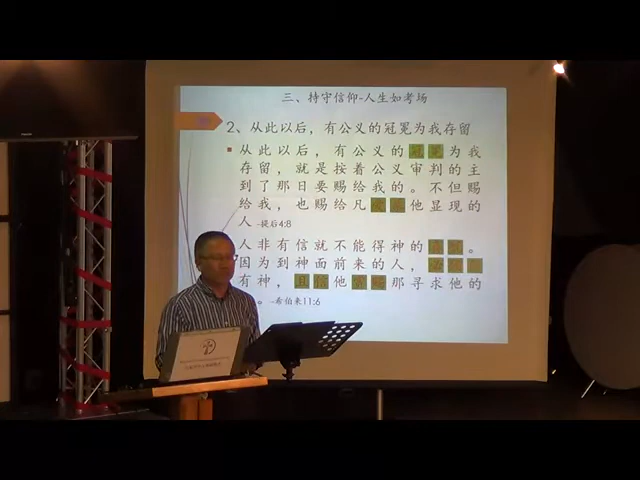 三、持守信仰-人生如考场
2、从此以后，有公义的冠冕为我存留
从此以后，有公义的冠冕为我
存留，就是按着公义审判的主
到了那日要赐给我的。不但赐
给我，也赐给凡他显现的
人 -提后4:8
人非有信就不能得神的。
因为到神面前来的人，
有神，且信他那寻求他的
。-希伯来11:6